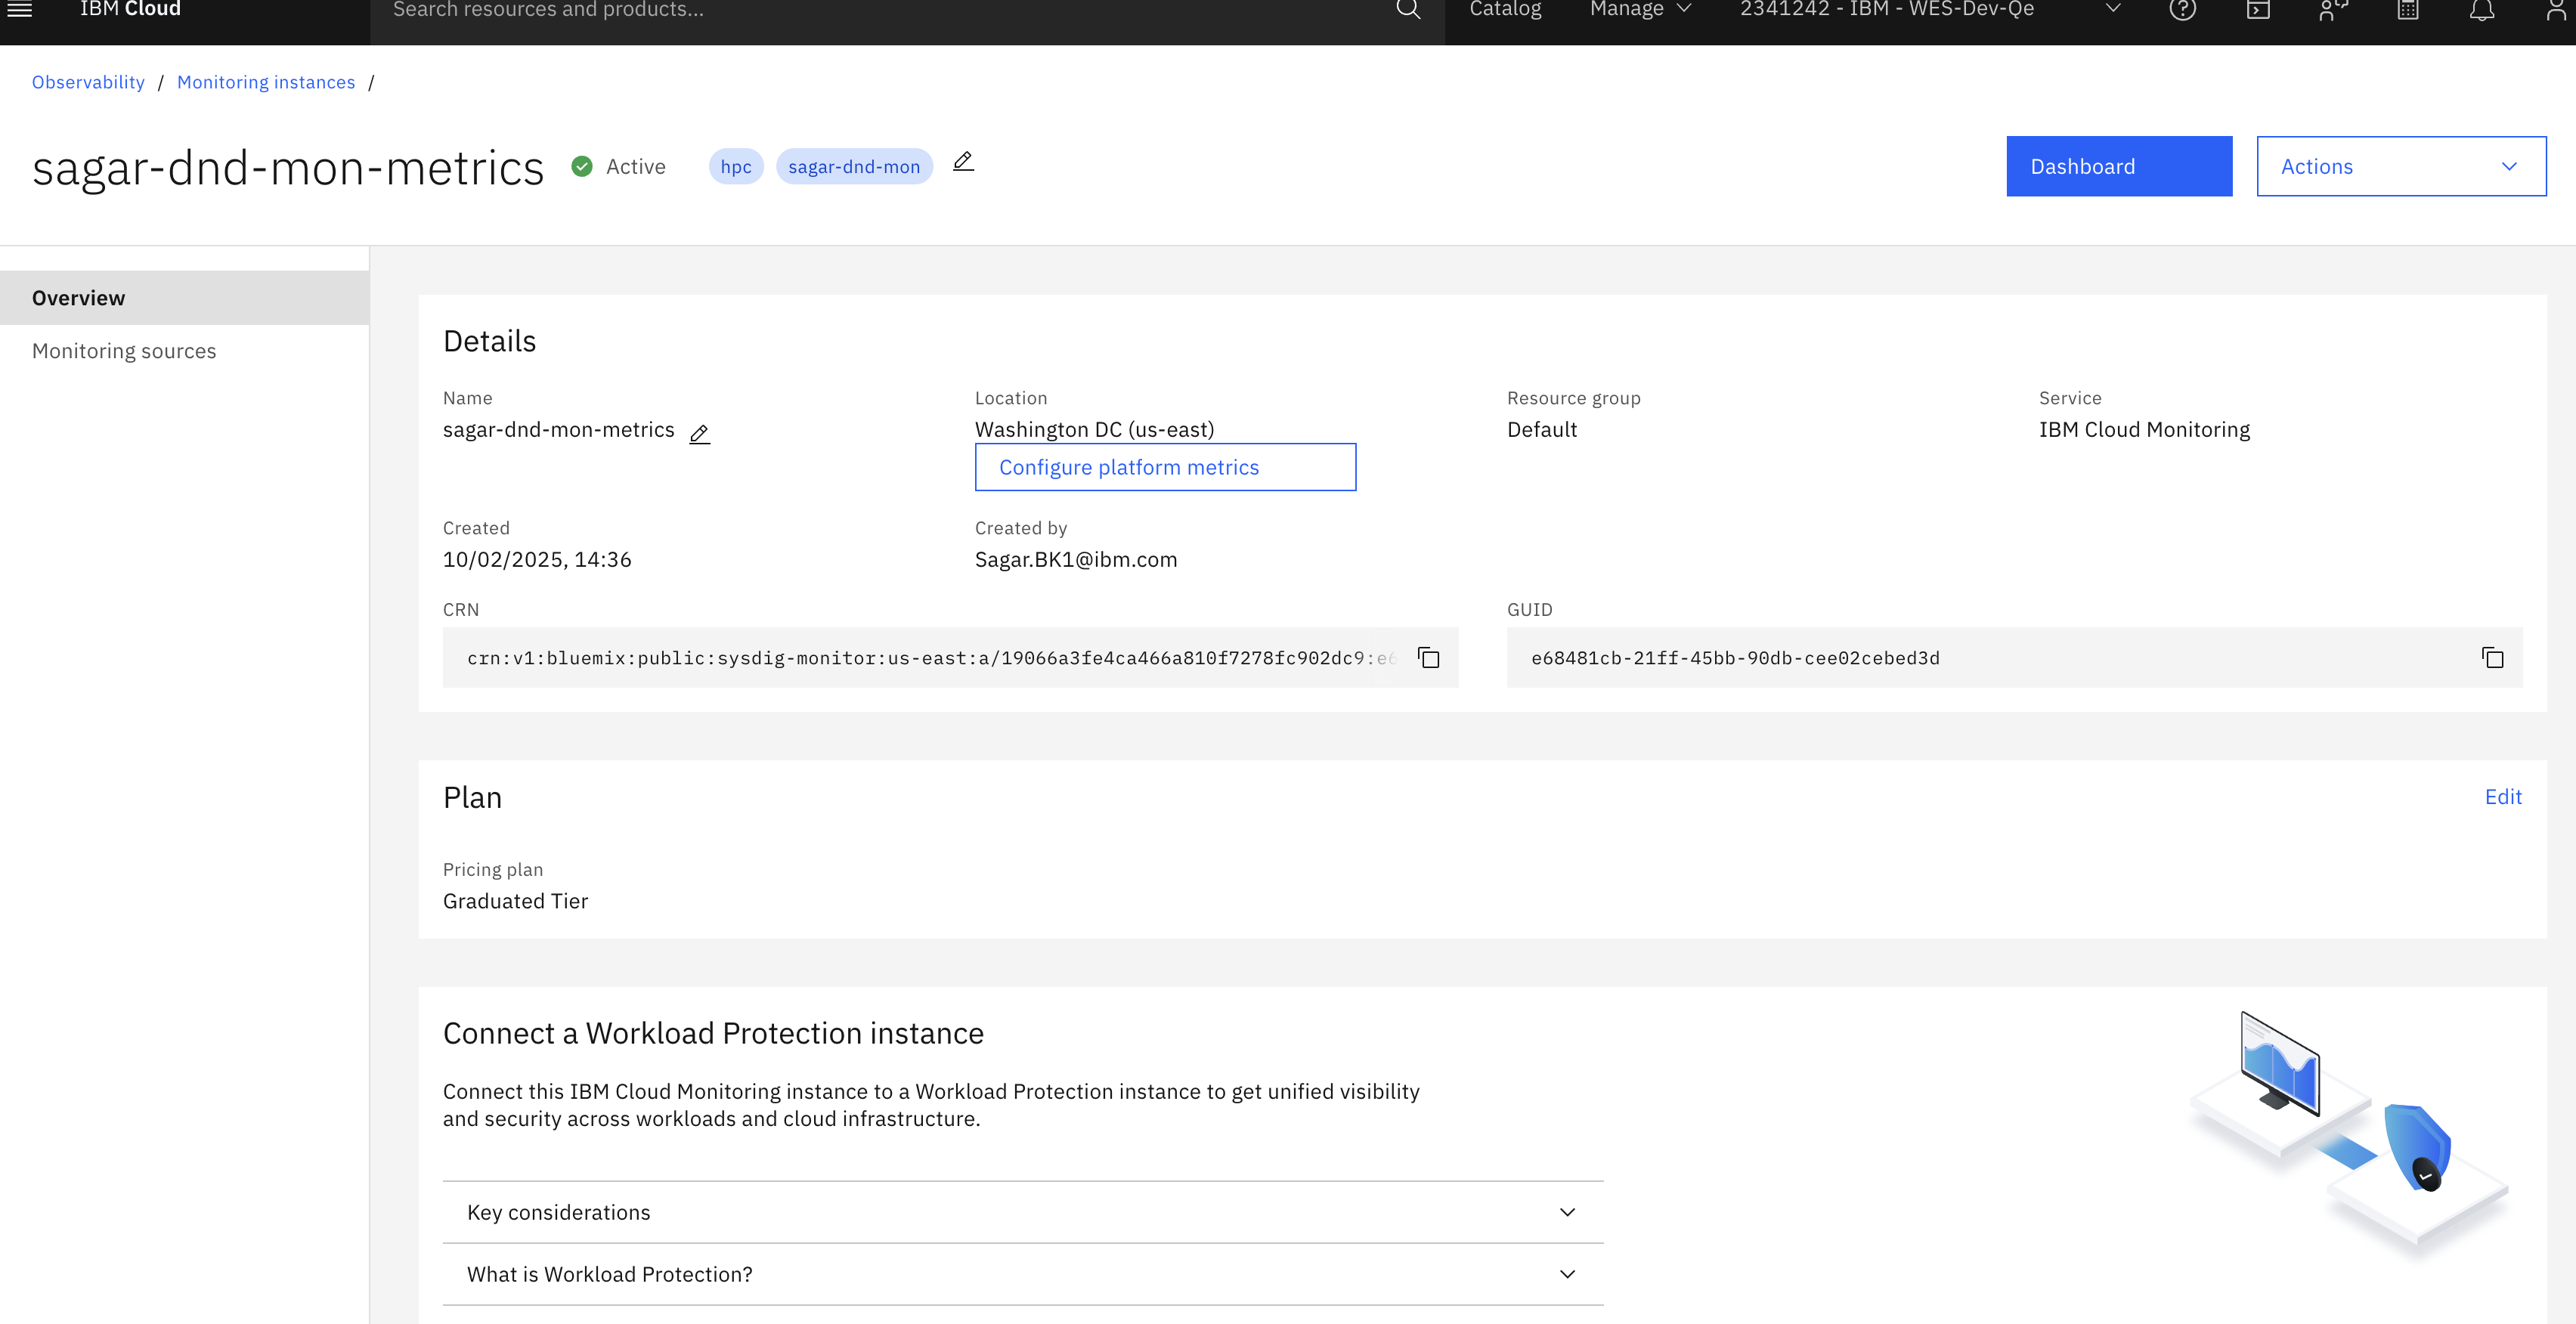 IBM Cloud
Search resources and products...
Catalog
Manage
2341242 - IBM - WES-Dev-Qe
Observability / Monitoring instances /
sagar-dnd-mon-metrics
Active
hpc
sagar-dnd-mon
Dashboard
Actions
Overview
Monitoring sources
Details
Name
sagar-dnd-mon-metrics
Location
Washington DC (us-east)
Configure platform metrics
Resource group
Default
Service
IBM Cloud Monitoring
Created
10/02/2025, 14:36
Created by
Sagar.BK1@ibm.com
CRN
crn:v1:bluemix:public:sysdig-monitor:us-east:a/19066a3fe4ca466a810f7278fc902dc9:e6
GUID
e68481cb-21ff-45bb-90db-cee02cebed3d
Plan
Edit
Pricing plan
Graduated Tier
Connect a Workload Protection instance
Connect this IBM Cloud Monitoring instance to a Workload Protection instance to get unified visibility
and security across workloads and cloud infrastructure.
Key considerations
What is Workload Protection?